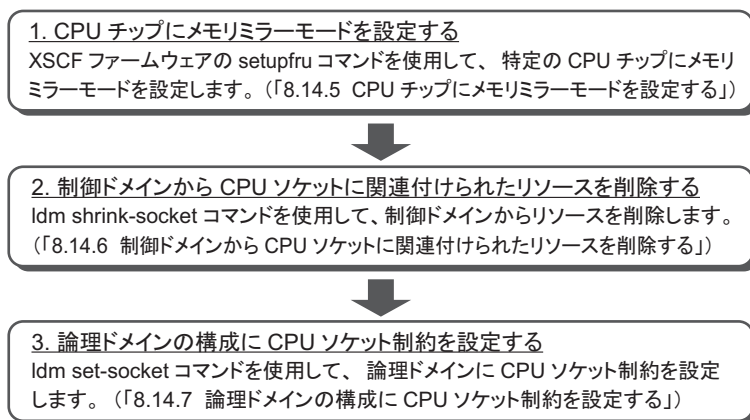 1. CPU チップにメモリミラーモードを設定する
XSCF ファームウェアの setupfru コマンドを使用して、 特定の CPU チップにメモリ
ミラーモードを設定します。（「8.14.5 CPU チップにメモリミラーモードを設定する」）
2. 制御ドメインから CPU ソケットに関連付けられたリソースを削除する
ldm shrink-socket コマンドを使用して、制御ドメインからリソースを削除します。
（「8.14.6 制御ドメインから CPU ソケットに関連付けられたリソースを削除する」）
3. 論理ドメインの構成に CPU ソケット制約を設定する
ldm set-socket コマンドを使用して、 論理ドメインに CPU ソケット制約を設定
します。（「8.14.7 論理ドメインの構成に CPU ソケット制約を設定する」）